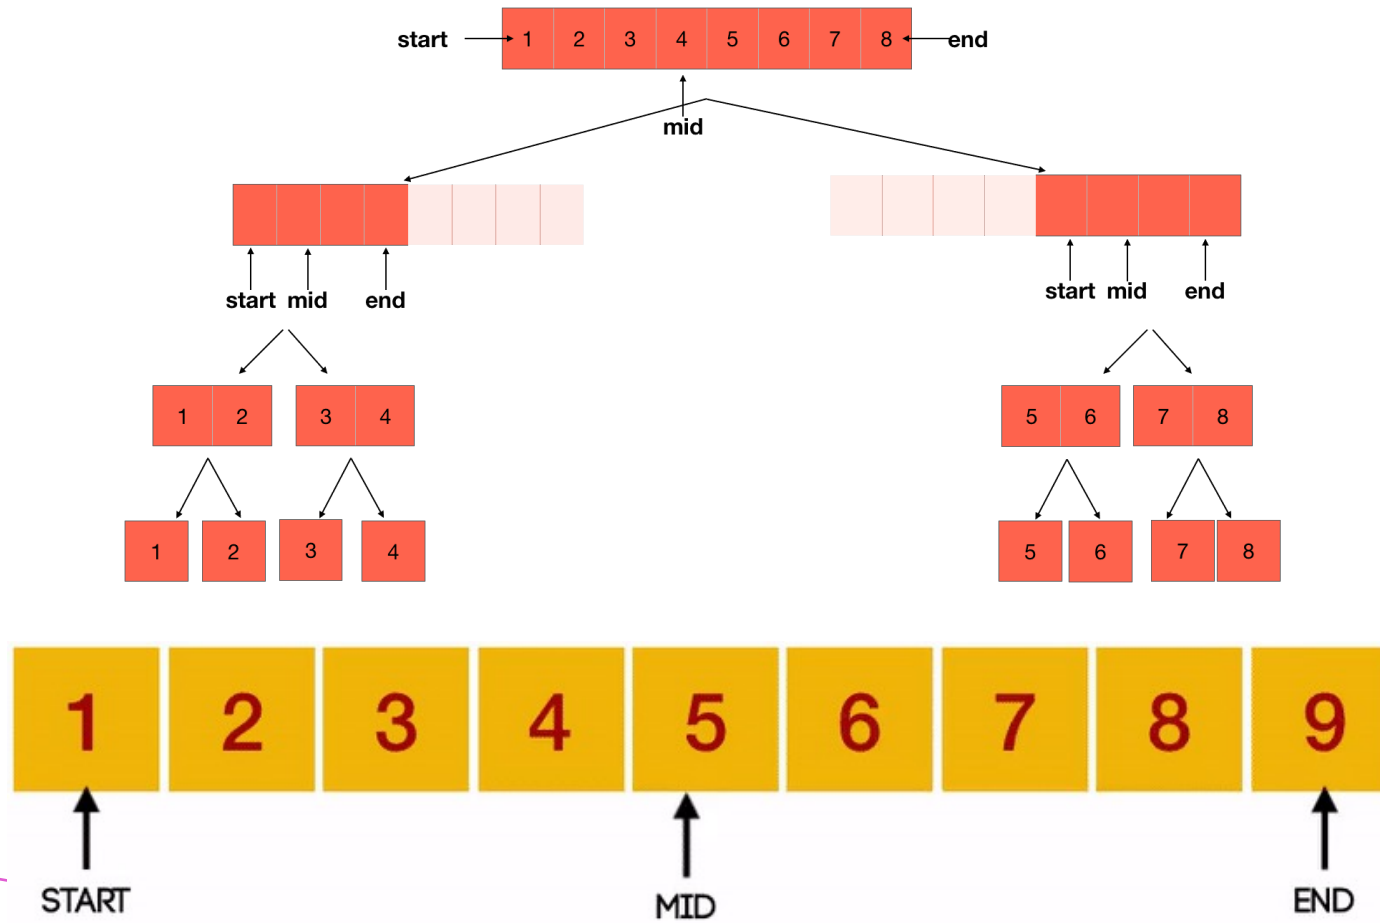 start 1 2 3 4 5 6 7 8 end
mid
start mid end
start mid end
1 2 3 4
5 6 7 8
1 2 3 4
5 6 7 8
1 2 3 4 5 6 7 8 9
START MID END